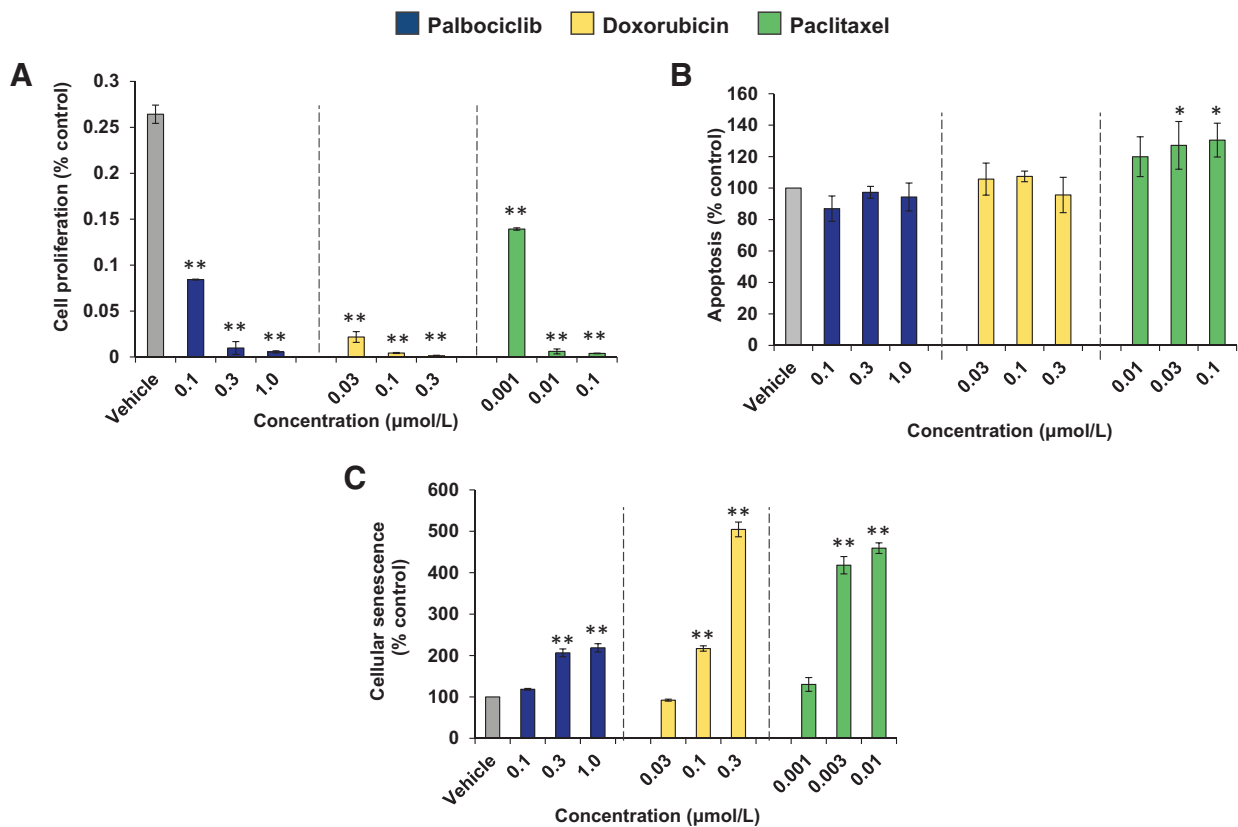 Palbociclib Doxorubicin Paclitaxel
A
Cell proliferation (% control)
0.3
0.25
0.2
0.15
0.1
0.05
0
** ** ** ** ** ** ** ** **
Vehicle 0.1 0.3 1.0 0.03 0.1 0.3 0.001 0.01 0.1
Concentration (µmol/L)
B
Apoptosis (% control)
160
140
120
100
80
60
40
20
0
* *
Vehicle 0.1 0.3 1.0 0.03 0.1 0.3 0.01 0.03 0.1
Concentration (µmol/L)
C
Cellular senescence
(% control)
600
500
400
300
200
100
0
** ** ** ** ** **
Vehicle 0.1 0.3 1.0 0.03 0.1 0.3 0.001 0.003 0.01
Concentration (µmol/L)